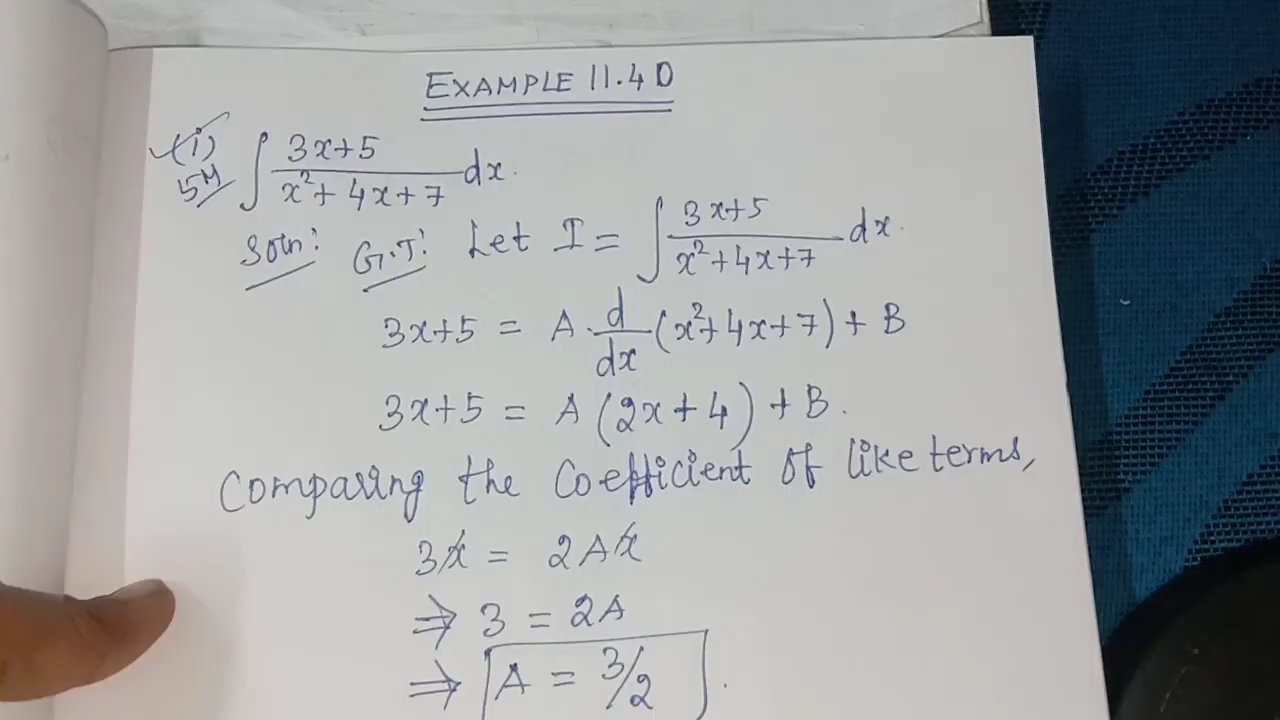 EXAMPLE 11.4 D
(i) ∫ 3x+5 / x²+4x+7 dx.
5M
Soln: G.T: Let I = ∫ 3x+5 / x²+4x+7 dx.
3x+5 = A. d/dx (x²+4x+7) + B
3x+5 = A (2x+4) + B.
Comparing the Coefficient of like terms,
3x = 2Ax
⇒ 3 = 2A
⇒ A = 3/2.